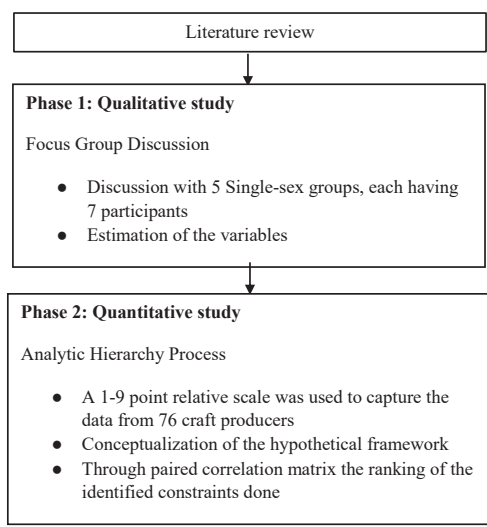 Literature review
Phase 1: Qualitative study
Focus Group Discussion
● Discussion with 5 Single-sex groups, each having
7 participants
● Estimation of the variables
Phase 2: Quantitative study
Analytic Hierarchy Process
● A 1-9 point relative scale was used to capture the
data from 76 craft producers
● Conceptualization of the hypothetical framework
● Through paired correlation matrix the ranking of the
identified constraints done